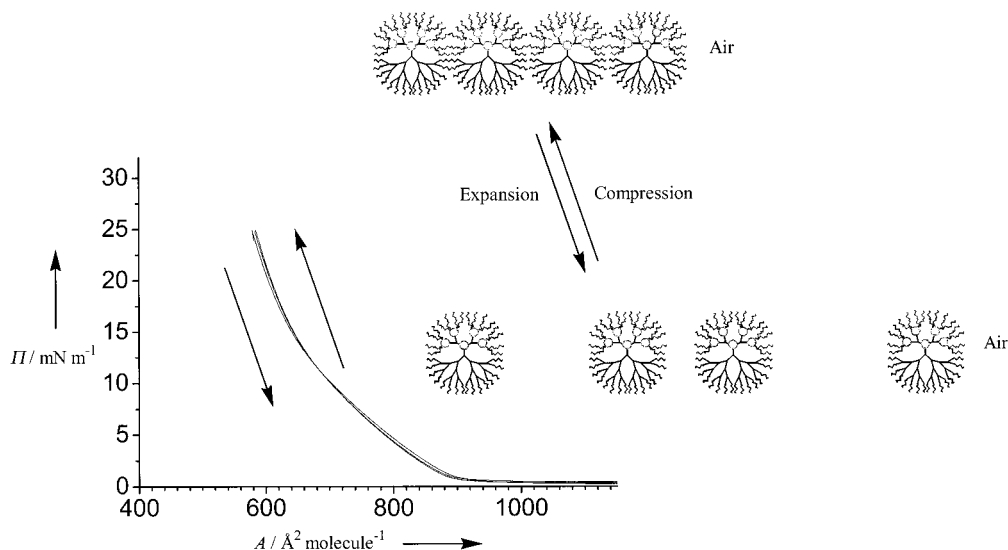 Air
Expansion
Compression
30
25
20
15
10
5
0
Π / mN m⁻¹
Air
400
600
800
1000
A / Å² molecule⁻¹